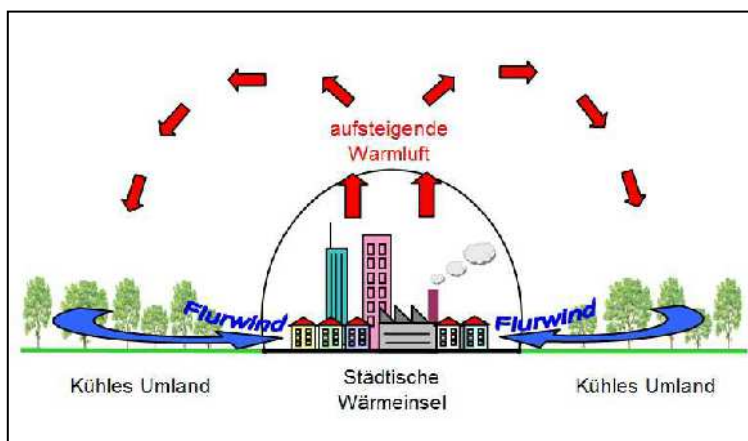 aufsteigende
Warmluft
Flurwind
Flurwind
Kühles Umland
Städtische
Wärmeinsel
Kühles Umland